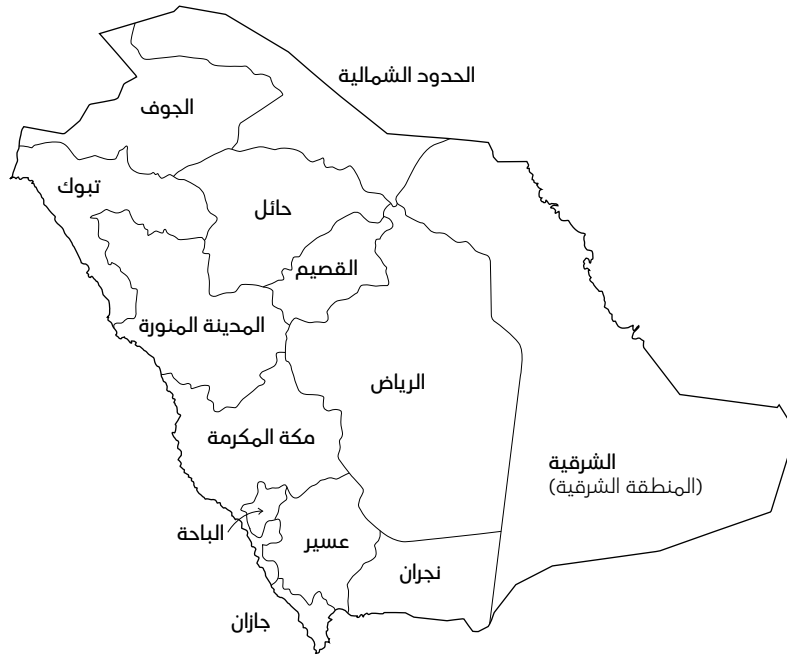 الحدود الشمالية
الجوف
تبوك
حائل
القصيم
المدينة المنورة
الرياض
مكة المكرمة
الشرقية
(المنطقة الشرقية)
الباحة
عسير
نجران
جازان